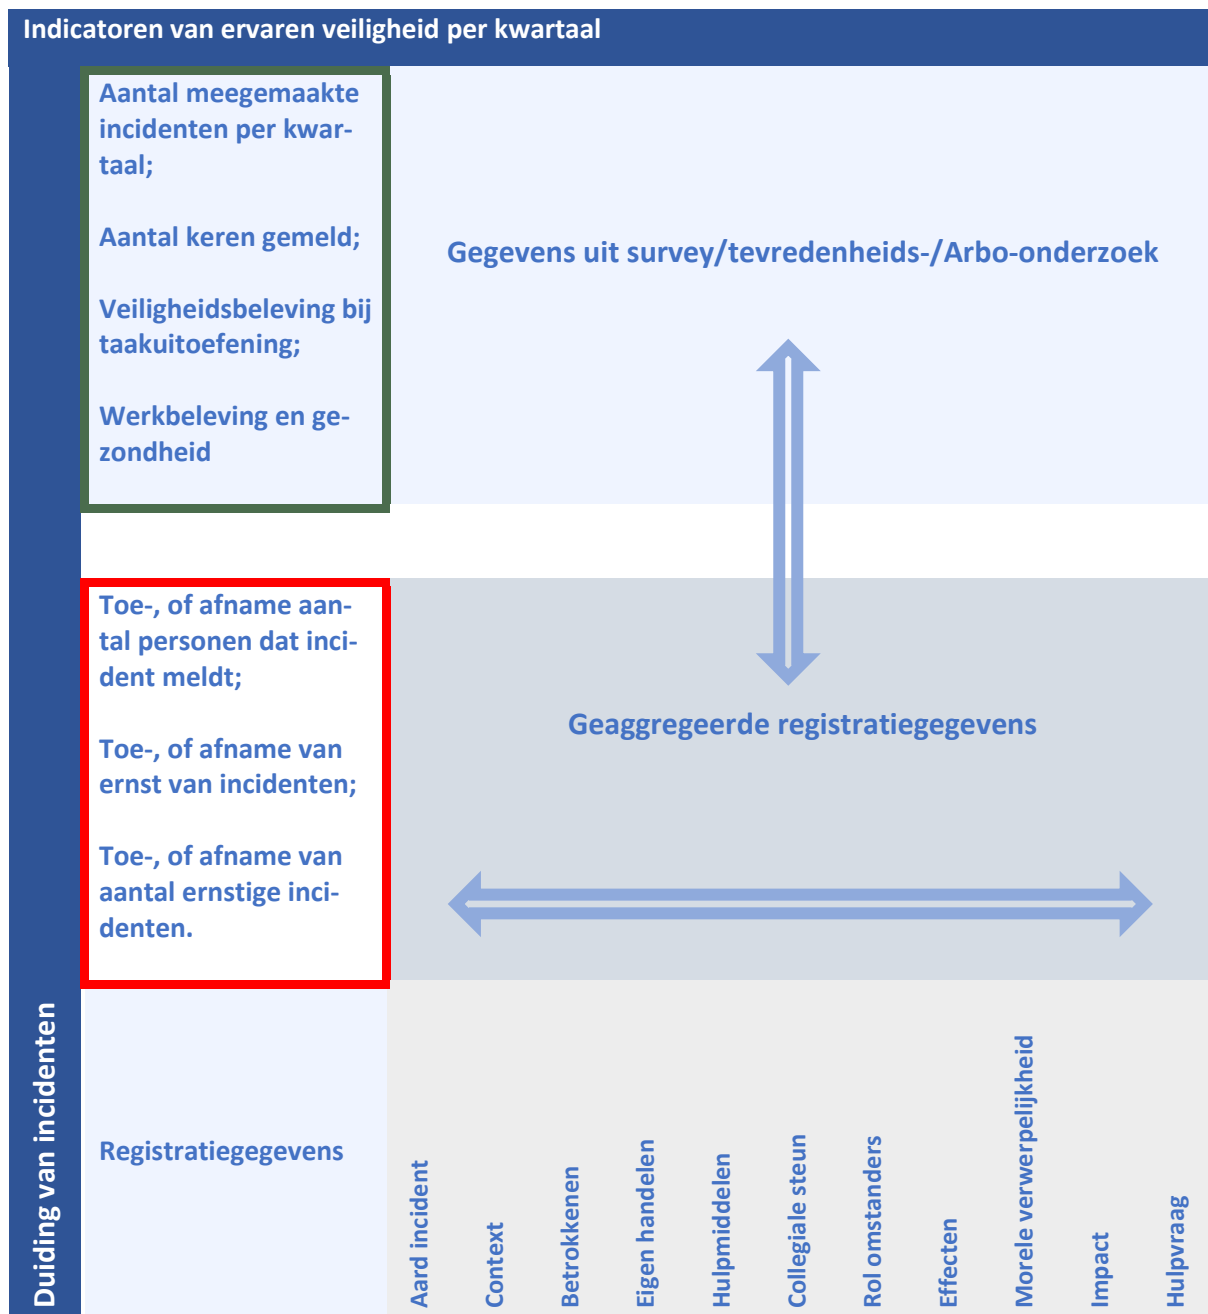 Indicatoren van ervaren veiligheid per kwartaal
Aantal meegemaakte
incidenten per kwar-
taal;
Aantal keren gemeld;
Veiligheidsbeleving bij
taakuitoefening;
Werkbeleving en ge-
zondheid
Gegevens uit survey/tevredenheids-/Arbo-onderzoek
Toe-, of afname aan-
tal personen dat inci-
dent meldt;
Toe-, of afname van
ernst van incidenten;
Toe-, of afname van
aantal ernstige inci-
denten.
Geaggregeerde registratiegegevens
Duiding van incidenten
Registratiegegevens
Aard incident
Context
Betrokkenen
Eigen handelen
Hulpmiddelen
Collegiale steun
Rol omstanders
Effecten
Morele verwerpelijkheid
Impact
Hulpvraag